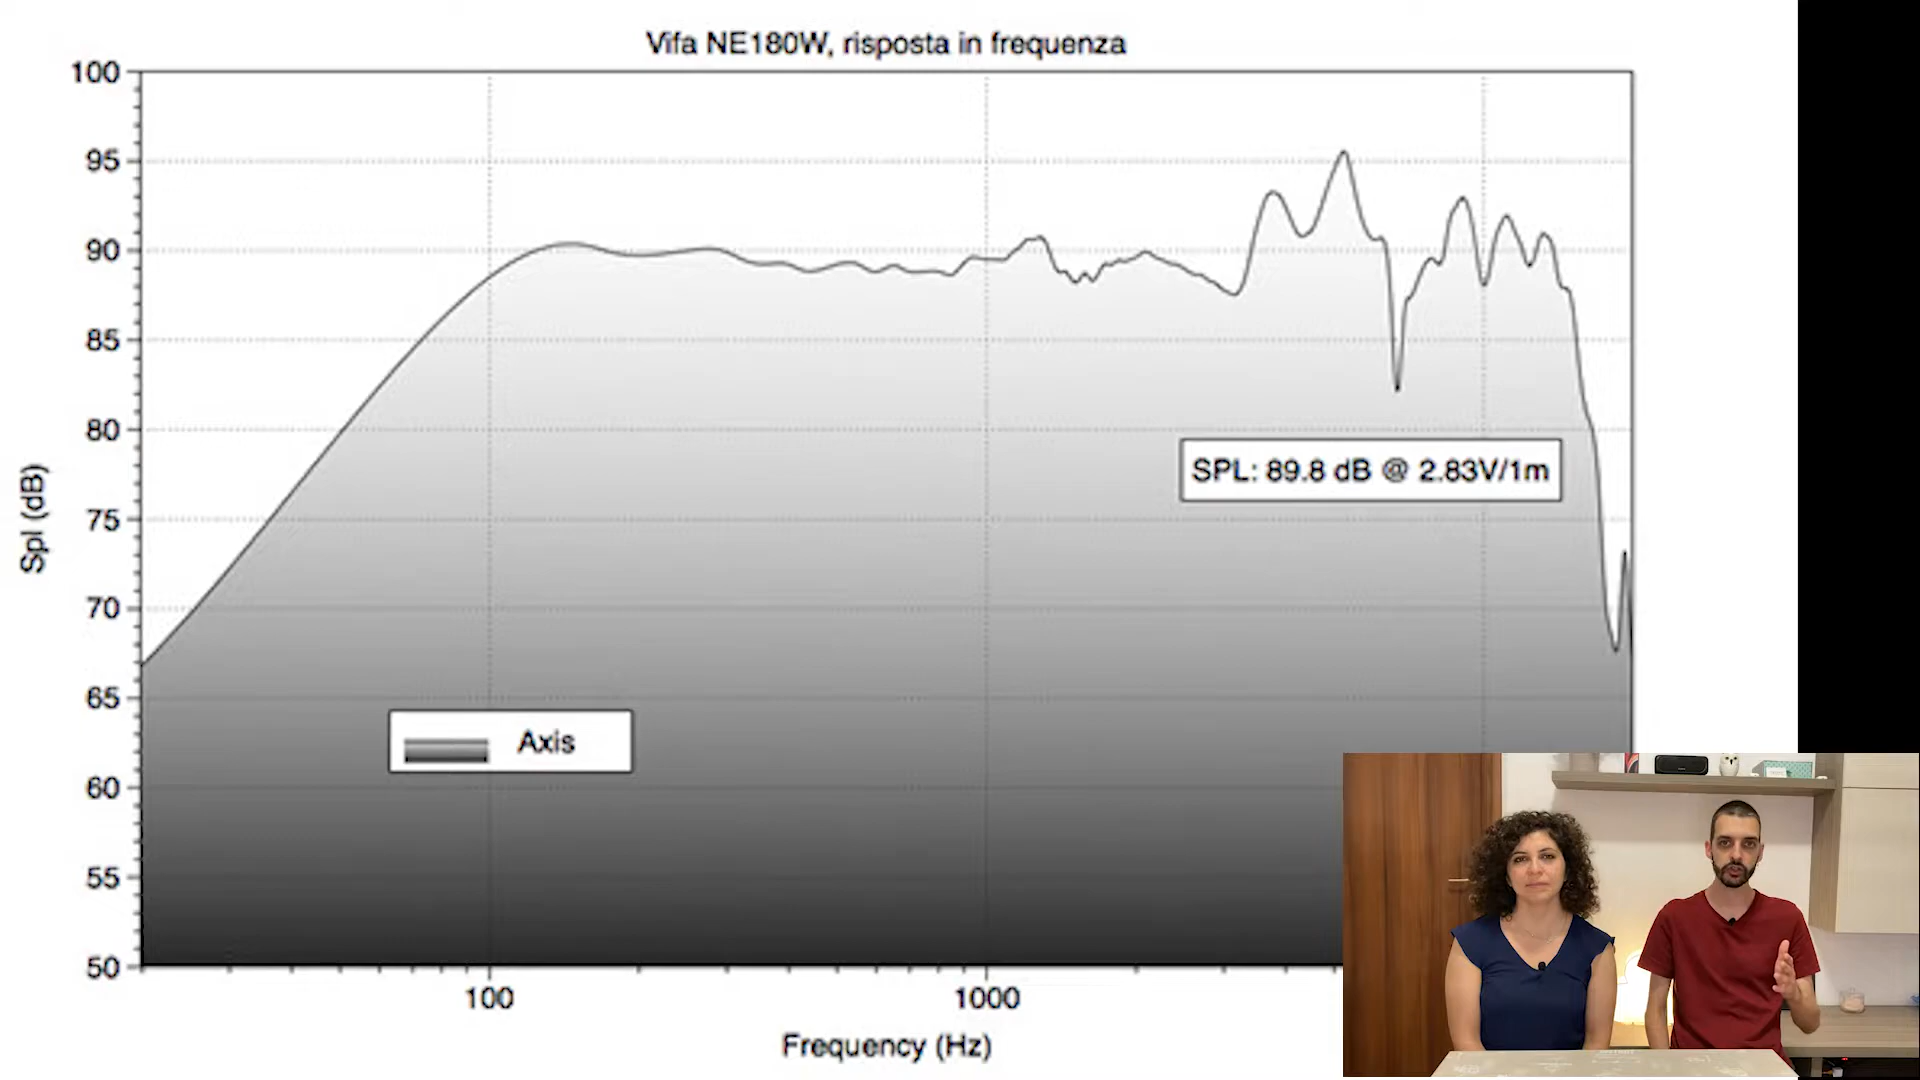 Vifa NE180W, risposta in frequenza
100
95
90
85
80
75
70
65
60
55
50
Spl (dB)
SPL: 89.8 dB @ 2.83V/1m
Axis
100
1000
Frequency (Hz)